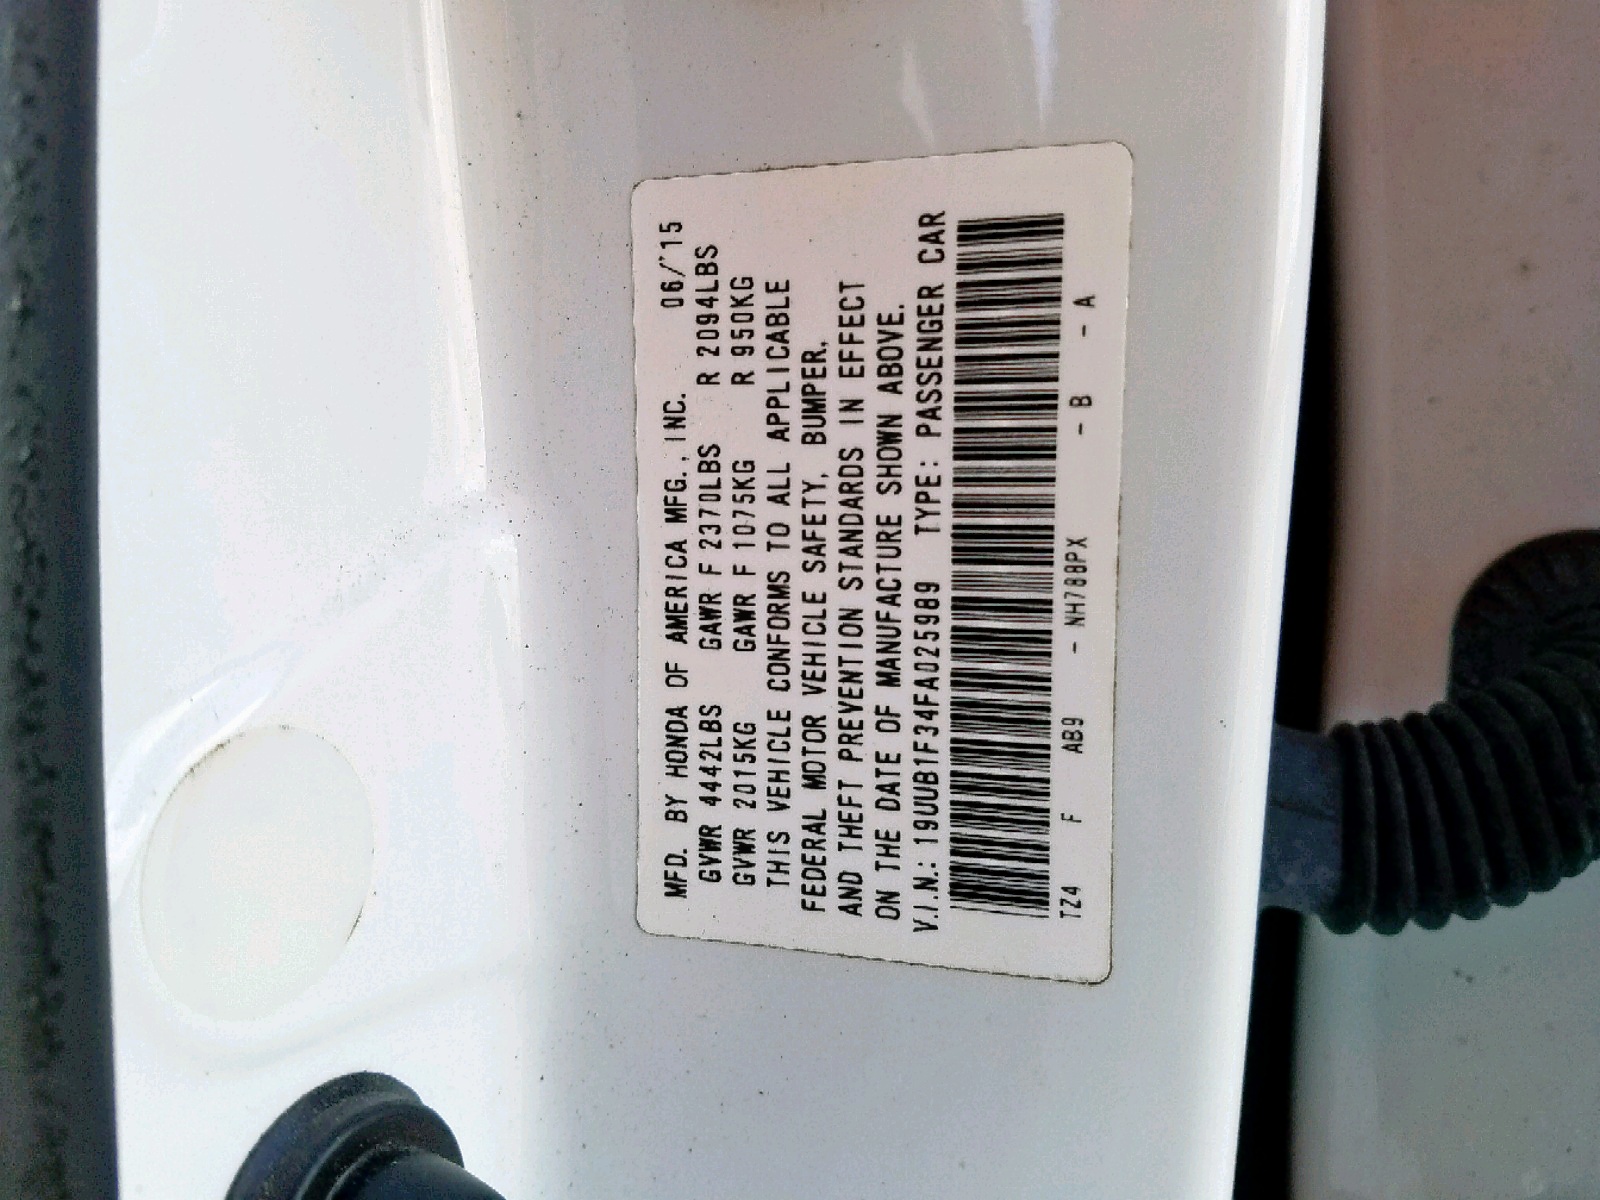 MFD. BY HONDA OF AMERICA MFG., INC. 06/'15
GVWR 4442LBS GAWR F 2370LBS R 2094LBS
GVWR 2015KG GAWR F 1075KG R 950KG
THIS VEHICLE CONFORMS TO ALL APPLICABLE
FEDERAL MOTOR VEHICLE SAFETY, BUMPER,
AND THEFT PREVENTION STANDARDS IN EFFECT
ON THE DATE OF MANUFACTURE SHOWN ABOVE.
V.I.N.: 19UUB1F34FA025989 TYPE: PASSENGER CAR
TZ4 F AB9 - NH788PX - B - A